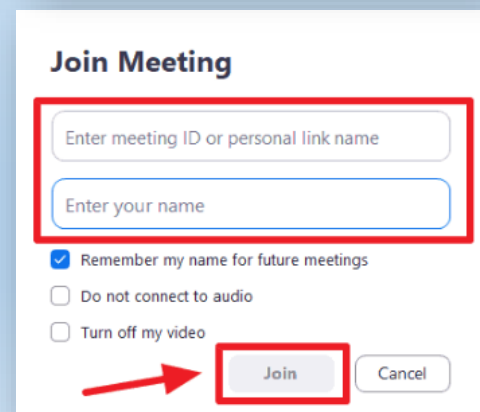 Join Meeting
Enter meeting ID or personal link name
Enter your name
Remember my name for future meetings
Do not connect to audio
Turn off my video
Join Cancel